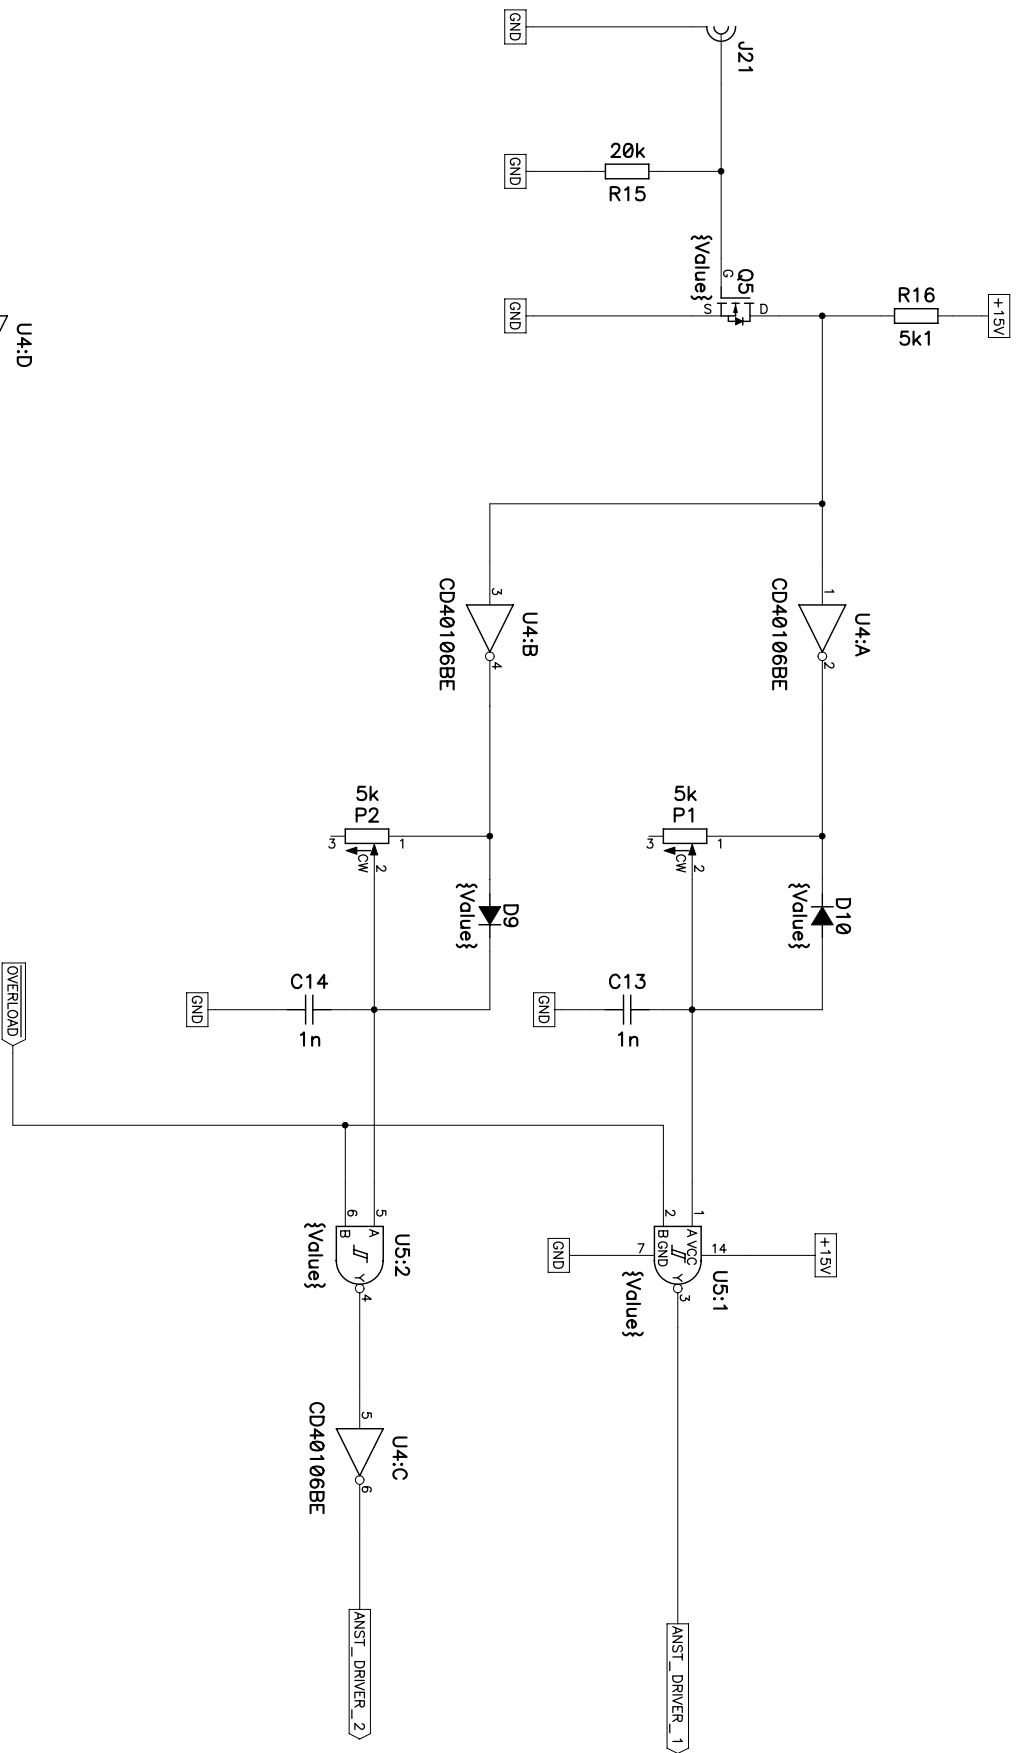 J21
GND
20k
R15
GND
Q5
{Value}
G
S
D
GND
R16
5k1
+15V
U4:D
U4:A
1
2
CD40106BE
U4:B
3
4
CD40106BE
5k
P1
1
2
3
CW
D10
{Value}
C13
1n
GND
5k
P2
1
2
3
CW
D9
{Value}
C14
1n
GND
OVERLOAD
+15V
14
1
2
A
VCC
B
GND
Y
3
7
U5:1
{Value}
GND
5
6
A
B
Y
4
U5:2
{Value}
U4:C
5
6
CD40106BE
ANST_DRIVER_1
ANST_DRIVER_2